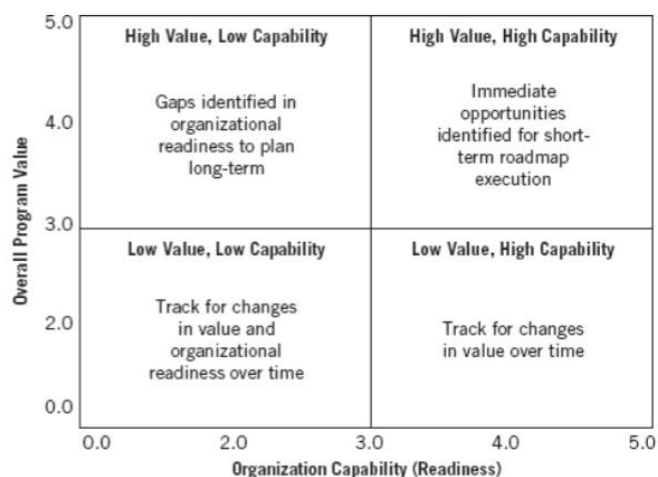 5.0
High Value, Low Capability
High Value, High Capability
Gaps identified in
organizational
readiness to plan
long-term
Immediate
opportunities
identified for short-
term roadmap
execution
4.0
3.0
Overall Program Value
Low Value, Low Capability
Low Value, High Capability
Track for changes
in value and
organizational
readiness over time
Track for changes
in value over time
2.0
0.0
0.0 2.0 3.0 4.0 5.0
Organization Capability (Readiness)